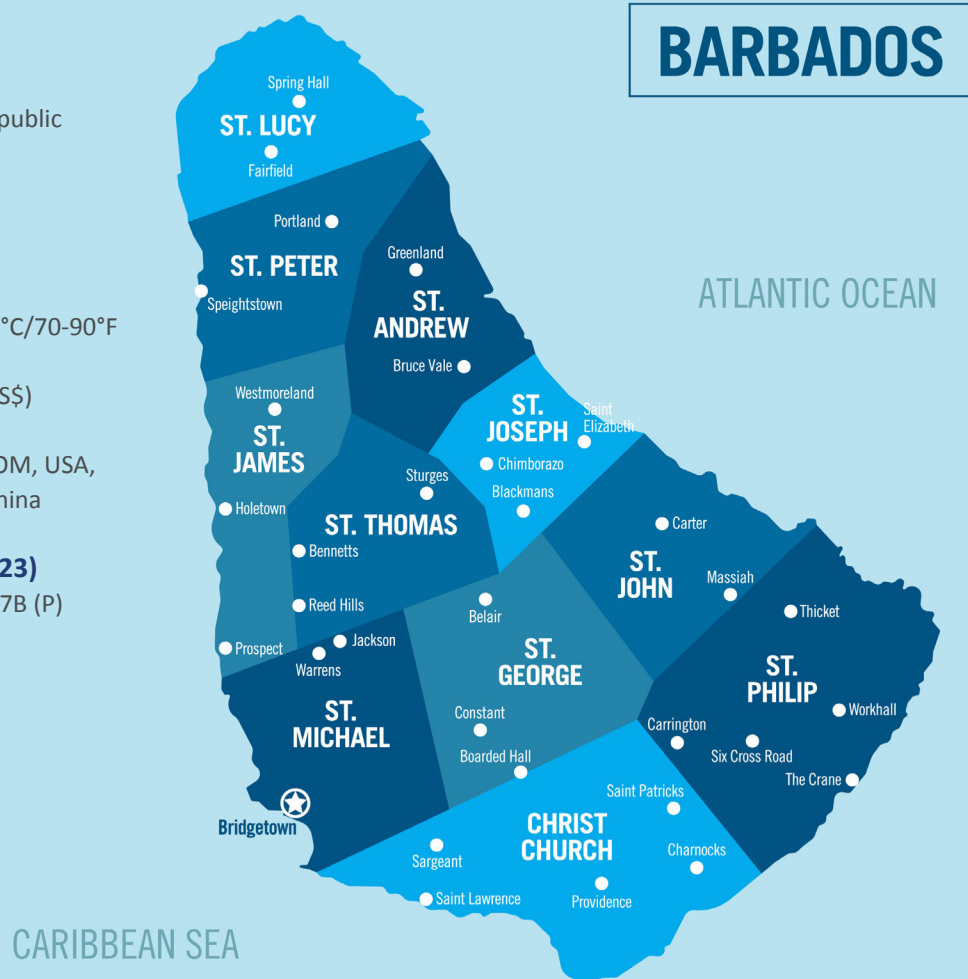 BARBADOS
public
°C/70-90°F
S$)
OM, USA,
hina
23)
7B (P)
Spring Hall
ST. LUCY
Fairfield
Portland
ST. PETER
Speightstown
Greenland
ST.
ANDREW
Bruce Vale
ATLANTIC OCEAN
Westmoreland
ST.
JAMES
Holetown
Prospect
ST.
JOSEPH
Saint
Elizabeth
Chimborazo
Blackmans
Sturges
ST. THOMAS
Bennetts
Reed Hills
Carter
ST.
JOHN
Massiah
Belair
ST.
GEORGE
Constant
Boarded Hall
Jackson
Warrens
ST.
MICHAEL
Bridgetown
Thicket
ST.
PHILIP
Workhall
Carrington
Six Cross Road
The Crane
Saint Patricks
CHRIST
CHURCH
Charnocks
Sargeant
Saint Lawrence
Providence
CARIBBEAN SEA